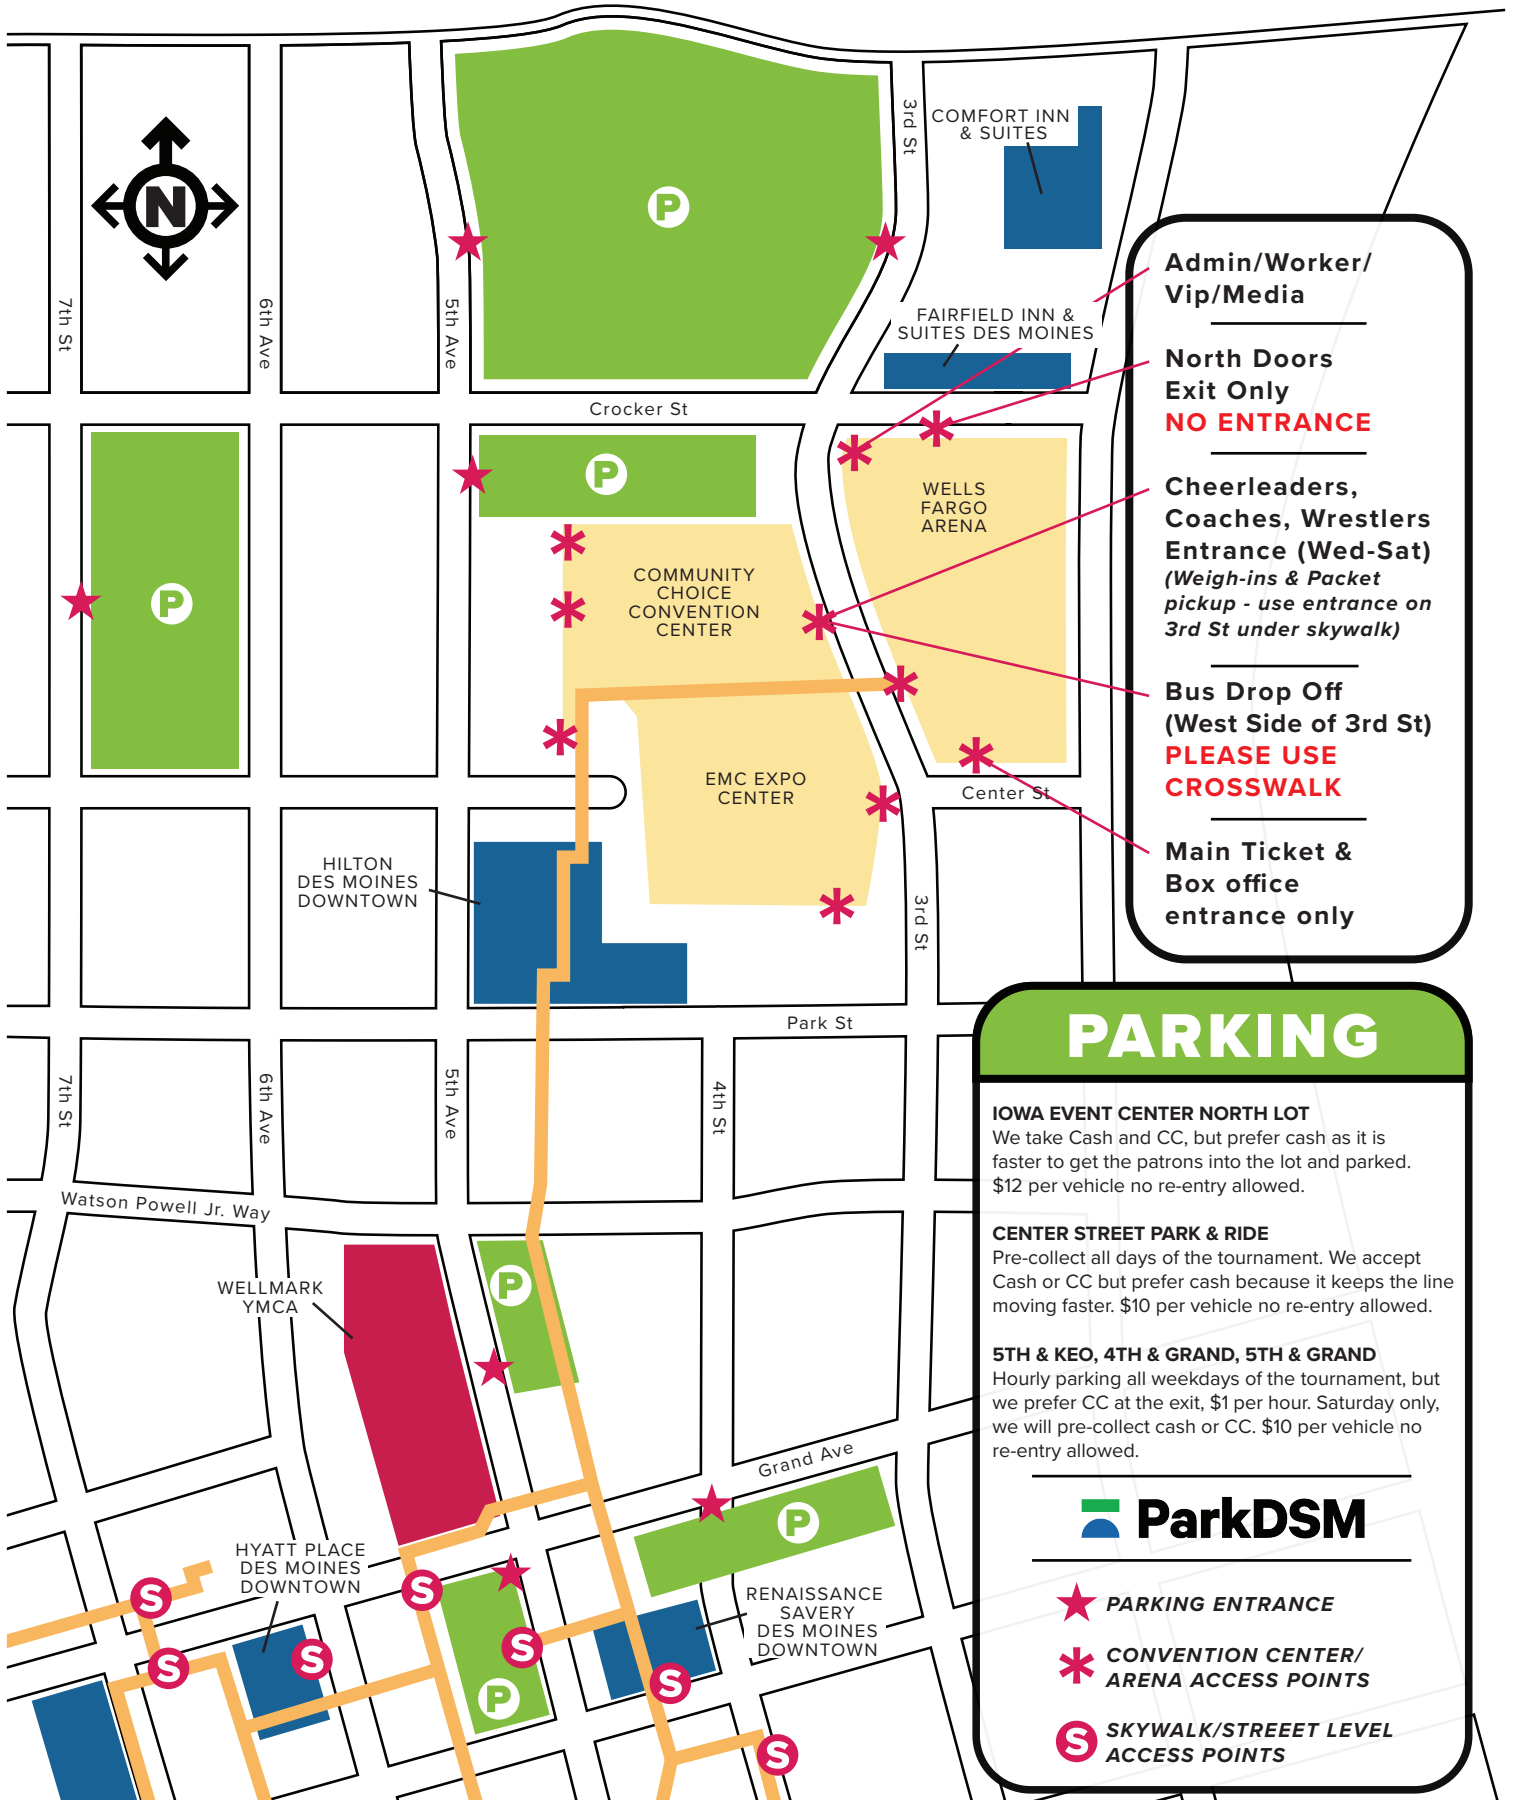 N
3rd St
COMFORT INN
& SUITES
P
7th St
6th Ave
5th Ave
FAIRFIELD INN &
SUITES DES MOINES
Crocker St
P
P
WELLS
FARGO
ARENA
COMMUNITY
CHOICE
CONVENTION
CENTER
EMC EXPO
CENTER
Center St
HILTON
DES MOINES
DOWNTOWN
3rd St
Park St
7th St
6th Ave
5th Ave
4th St
Watson Powell Jr. Way
WELLMARK
YMCA
P
Grand Ave
P
HYATT PLACE
DES MOINES
DOWNTOWN
RENAISSANCE
SAVERY
DES MOINES
DOWNTOWN
S
S
S
S
S
S
S
P
Admin/Worker/
Vip/Media
North Doors
Exit Only
NO ENTRANCE
Cheerleaders,
Coaches, Wrestlers
Entrance (Wed-Sat)
(Weigh-ins & Packet
pickup - use entrance on
3rd St under skywalk)
Bus Drop Off
(West Side of 3rd St)
PLEASE USE
CROSSWALK
Main Ticket &
Box office
entrance only
PARKING
IOWA EVENT CENTER NORTH LOT
We take Cash and CC, but prefer cash as it is
faster to get the patrons into the lot and parked.
$12 per vehicle no re-entry allowed.
CENTER STREET PARK & RIDE
Pre-collect all days of the tournament. We accept
Cash or CC but prefer cash because it keeps the line
moving faster. $10 per vehicle no re-entry allowed.
5TH & KEO, 4TH & GRAND, 5TH & GRAND
Hourly parking all weekdays of the tournament, but
we prefer CC at the exit, $1 per hour. Saturday only,
we will pre-collect cash or CC. $10 per vehicle no
re-entry allowed.
ParkDSM
PARKING ENTRANCE
CONVENTION CENTER/
ARENA ACCESS POINTS
S
SKYWALK/STREEET LEVEL
ACCESS POINTS